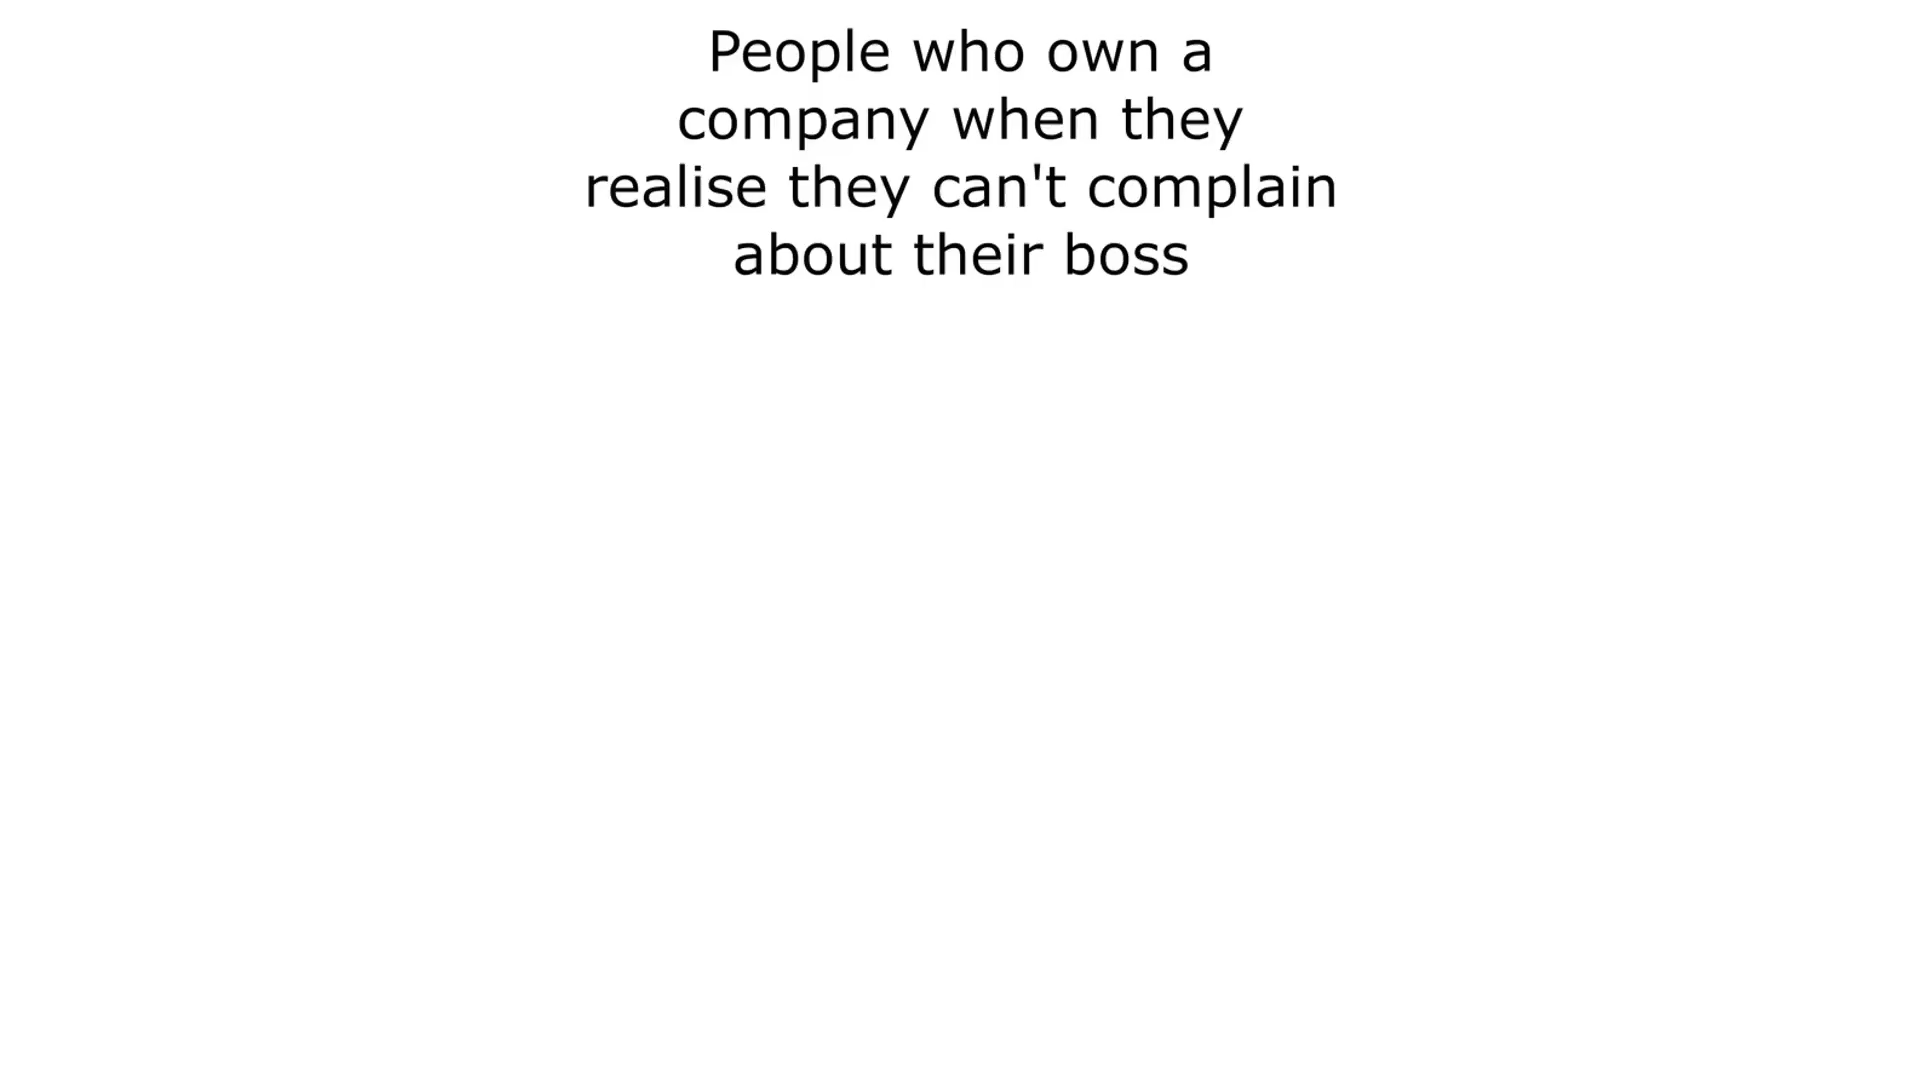 People who own a
company when they
realise they can't complain
about their boss